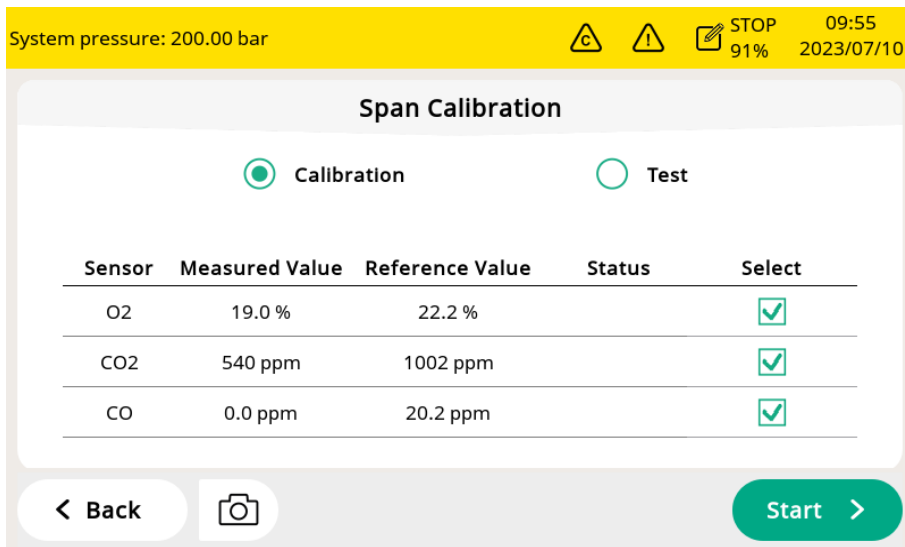 System pressure: 200.00 bar
C
!
STOP
91%
09:55
2023/07/10
Span Calibration
Calibration
Test
Sensor Measured Value Reference Value Status Select
O2 19.0 % 22.2 %
CO2 540 ppm 1002 ppm
CO 0.0 ppm 20.2 ppm
Back
Start